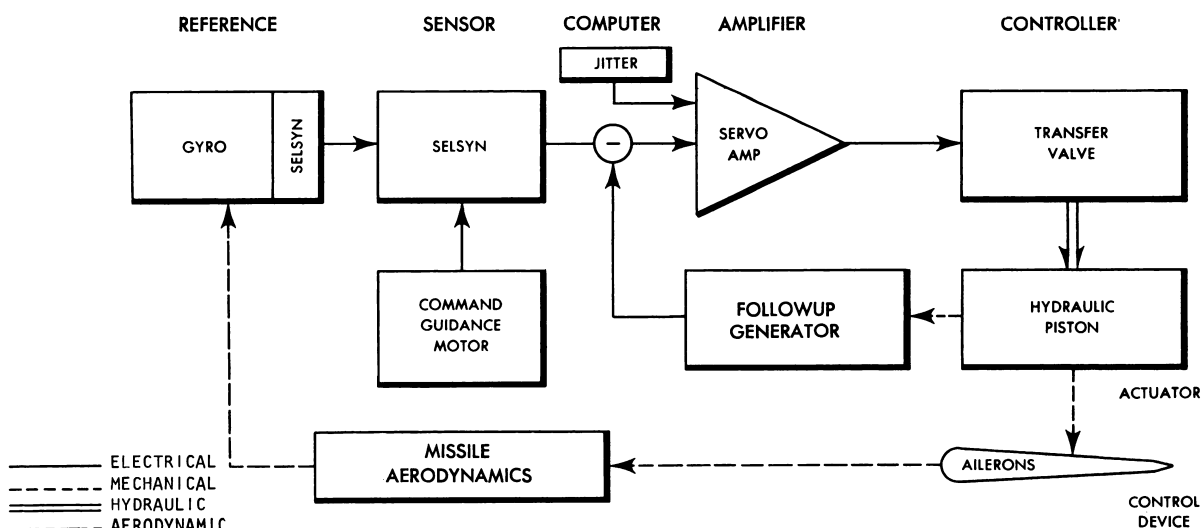 REFERENCE
SENSOR
COMPUTER
AMPLIFIER
CONTROLLER
JITTER
GYRO
SELSYN
SELSYN
SERVO
AMP
TRANSFER
VALVE
COMMAND
GUIDANCE
MOTOR
FOLLOWUP
GENERATOR
HYDRAULIC
PISTON
ACTUATOR
MISSILE
AERODYNAMICS
AILERONS
CONTROL
DEVICE
ELECTRICAL
MECHANICAL
HYDRAULIC
AERODYNAMIC